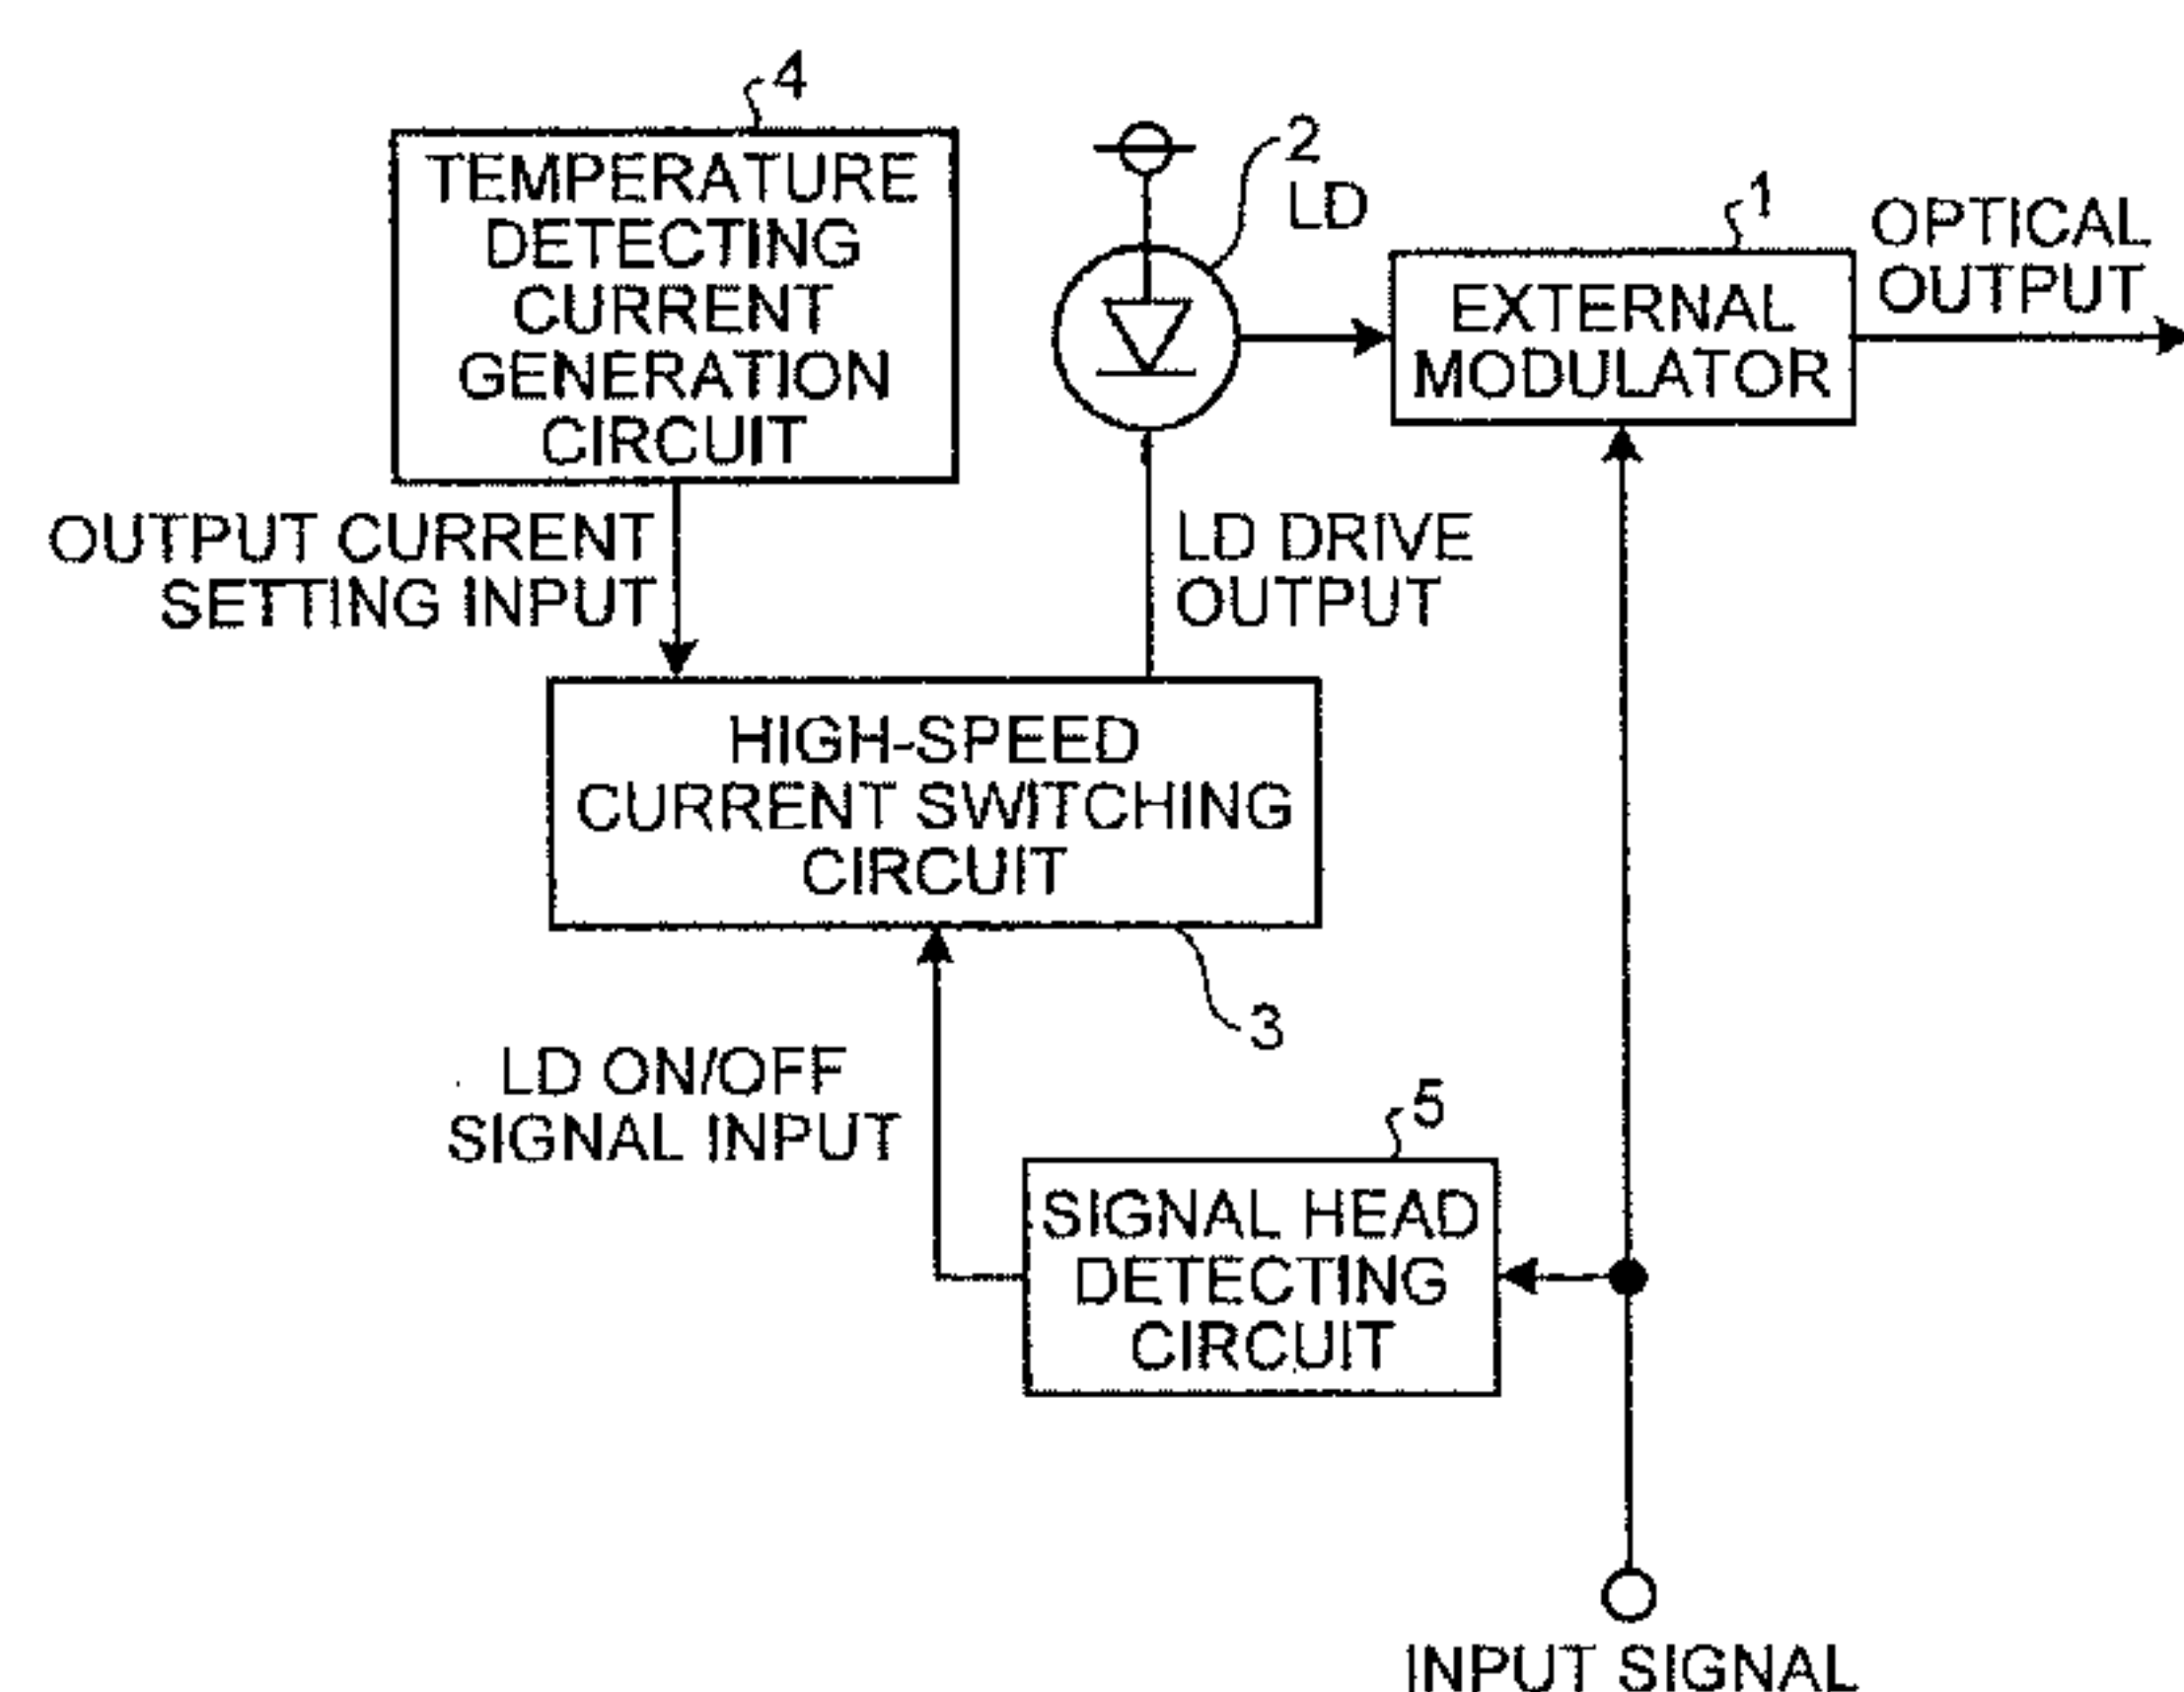 4
TEMPERATURE
DETECTING
CURRENT
GENERATION
CIRCUIT
2
LD
1
EXTERNAL
MODULATOR
OPTICAL
OUTPUT
OUTPUT CURRENT
SETTING INPUT
LD DRIVE
OUTPUT
HIGH-SPEED
CURRENT SWITCHING
CIRCUIT
3
LD ON/OFF
SIGNAL INPUT
5
SIGNAL HEAD
DETECTING
CIRCUIT
INPUT SIGNAL